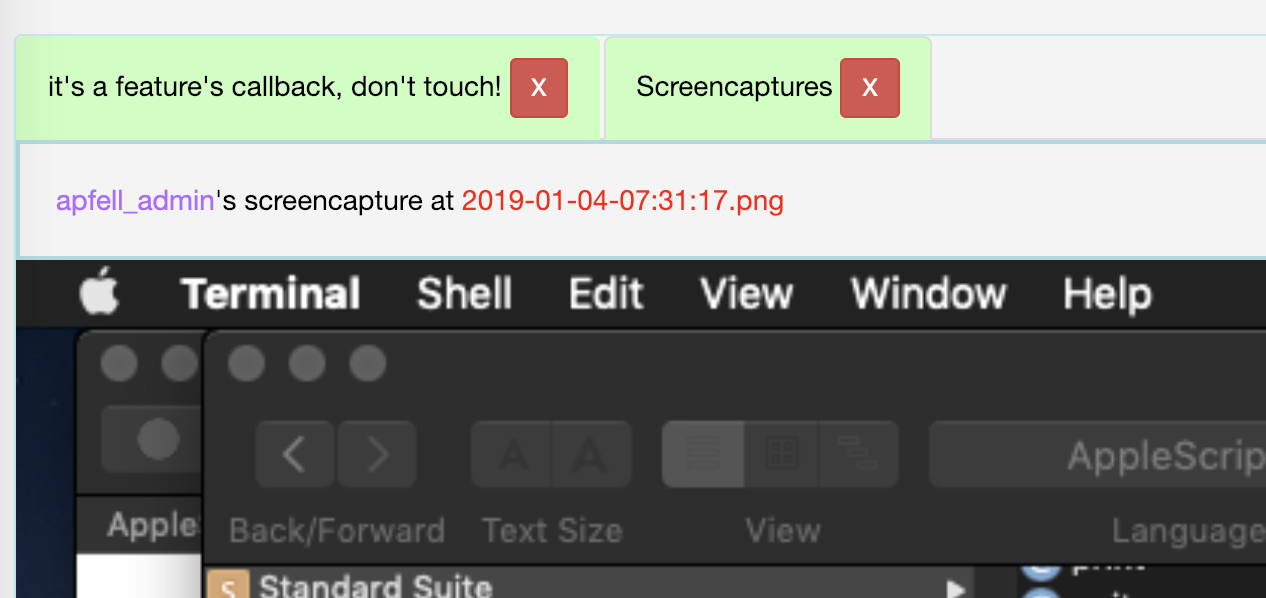 it's a feature's callback, don't touch! X Screencaptures X
apfell_admin's screencapture at 2019-01-04-07:31:17.png
Terminal Shell Edit View Window Help
A A AppleScrip
Apple
Back/Forward Text Size View Language
S Standard Suite